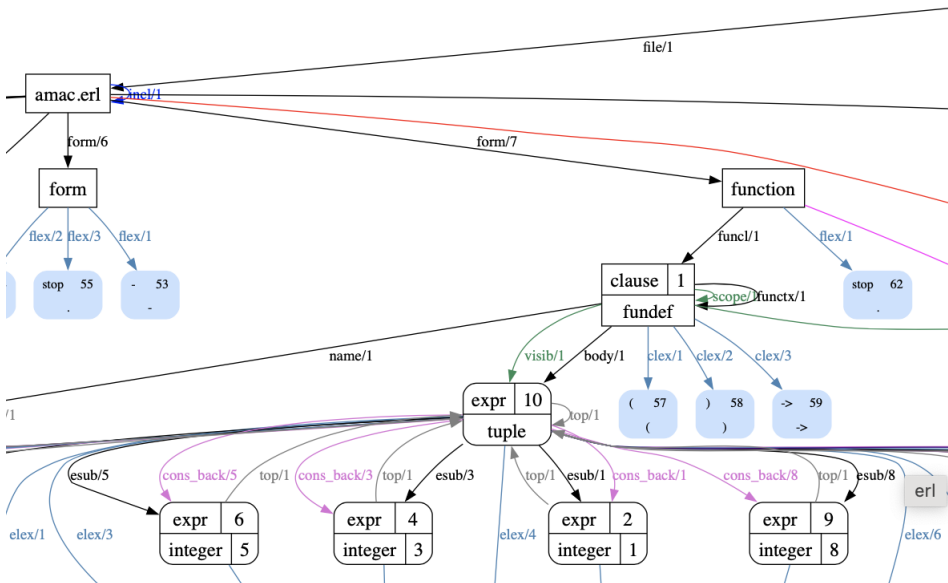 file/1
amac.erl
incl/1
form/6
form/7
form
function
flex/2
flex/3
flex/1
funcl/1
flex/1
stop 55
.
- 53
-
clause 1
fundef
scope/1
functx/1
stop 62
.
name/1
visib/1
body/1
clex/1
clex/2
clex/3
( 57
(
) 58
)
-> 59
->
/1
expr 10
tuple
top/1
esub/5
cons_back/5
top/1
cons_back/3
top/1
esub/3
top/1
esub/1
cons_back/1
cons_back/8
top/1
esub/8
erl
elex/1
elex/3
expr 6
integer 5
expr 4
integer 3
elex/4
expr 2
integer 1
expr 9
integer 8
elex/6